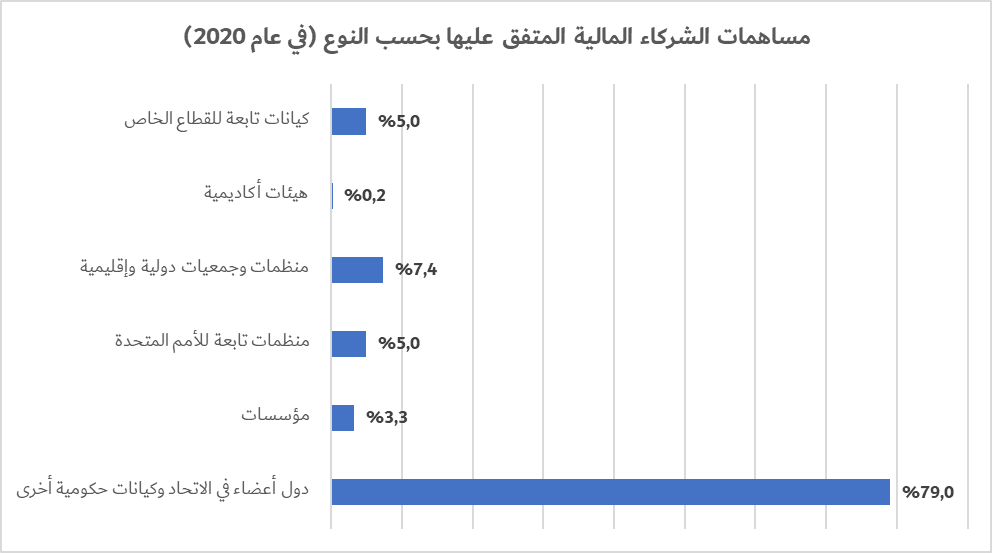 مساهمات الشركاء المالية المتفق عليها بحسب النوع (في عام 2020)
كيانات تابعة للقطاع الخاص
%5,0
هيئات أكاديمية
%0,2
منظمات وجمعيات دولية وإقليمية
%7,4
منظمات تابعة للأمم المتحدة
%5,0
مؤسسات
%3,3
دول أعضاء في الاتحاد وكيانات حكومية أخرى
%79,0